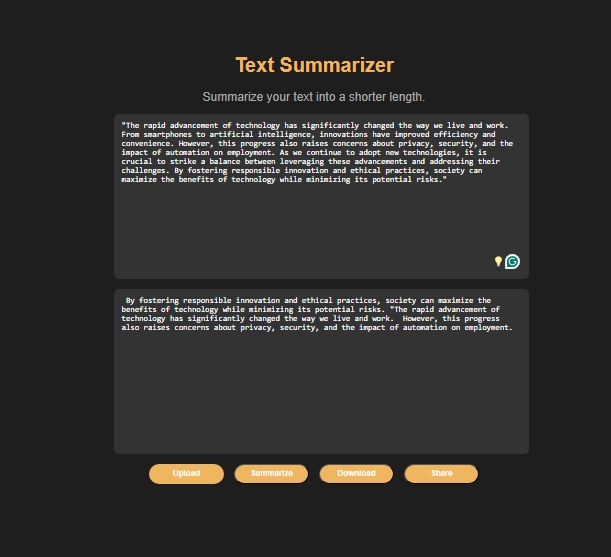 Text Summarizer
Summarize your text into a shorter length.
"The rapid advancement of technology has significantly changed the way we live and work.
From smartphones to artificial intelligence, innovations have improved efficiency and
convenience. However, this progress also raises concerns about privacy, security, and the
impact of automation on employment. As we continue to adopt new technologies, it is
crucial to strike a balance between leveraging these advancements and addressing their
challenges. By fostering responsible innovation and ethical practices, society can
maximize the benefits of technology while minimizing its potential risks."
By fostering responsible innovation and ethical practices, society can maximize the
benefits of technology while minimizing its potential risks. "The rapid advancement of
technology has significantly changed the way we live and work.  However, this progress
also raises concerns about privacy, security, and the impact of automation on employment.
Upload Summarize Download Share